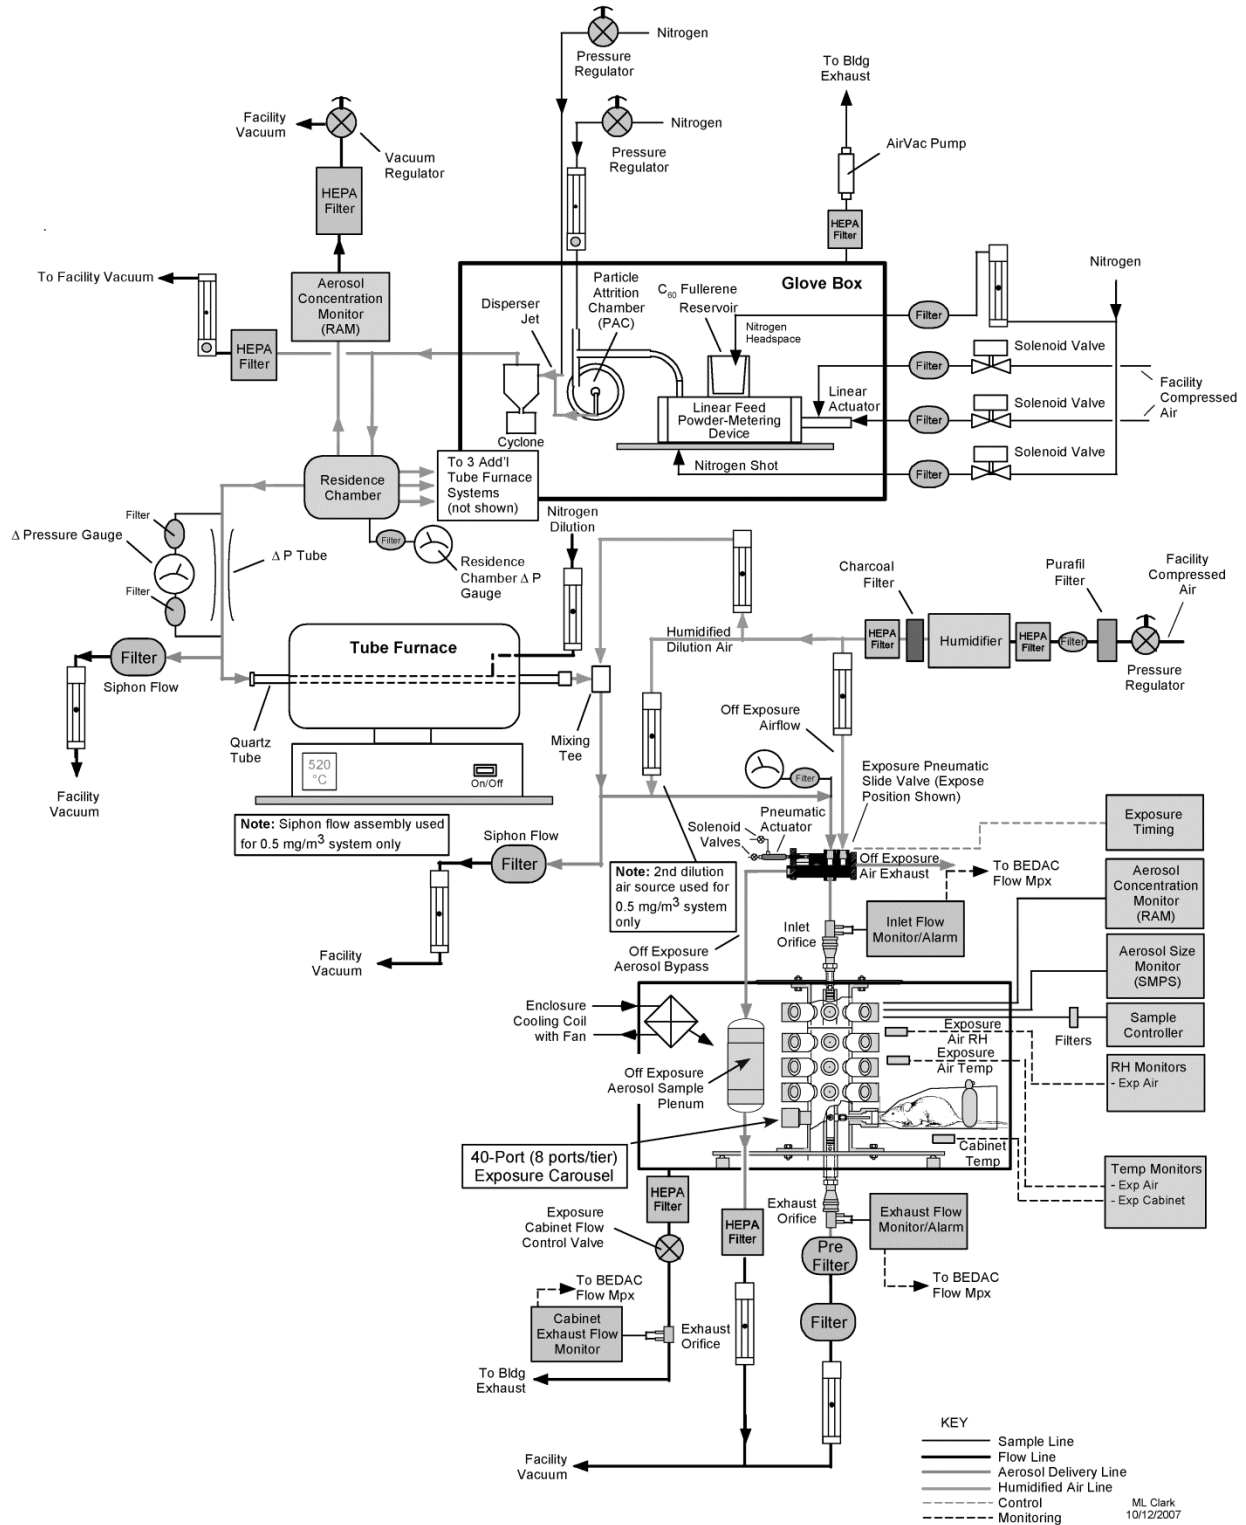 Nitrogen
Pressure
Regulator
To Bldg
Exhaust
Facility
Vacuum
Nitrogen
Vacuum
Regulator
Pressure
Regulator
AirVac Pump
HEPA
Filter
HEPA
Filter
To Facility Vacuum
Aerosol
Concentration
Monitor
(RAM)
Particle
Attrition
Chamber
(PAC)
C60 Fullerene
Reservoir
Glove Box
Nitrogen
Disperser
Jet
Nitrogen
Headspace
Filter
HEPA
Filter
Solenoid Valve
Filter
Linear
Actuator
Facility
Compressed
Air
Linear Feed
Powder-Metering
Device
Solenoid Valve
Filter
Cyclone
Solenoid Valve
Nitrogen Shot
Filter
Residence
Chamber
To 3 Add'l
Tube Furnace
Systems
(not shown)
Nitrogen
Dilution
Filter
Δ Pressure Gauge
Δ P Tube
Filter
Residence
Chamber Δ P
Gauge
Filter
Charcoal
Filter
Purafil
Filter
Facility
Compressed
Air
Tube Furnace
Humidified
Dilution Air
HEPA
Filter
Humidifier
HEPA
Filter
Filter
Pressure
Regulator
Filter
Siphon Flow
Quartz
Tube
Mixing
Tee
Off Exposure
Airflow
520
°C
On/Off
Filter
Exposure Pneumatic
Slide Valve (Expose
Position Shown)
Facility
Vacuum
Note: Siphon flow assembly used
for 0.5 mg/m3 system only
Siphon Flow
Filter
Pneumatic
Actuator
Solenoid
Valves
Exposure
Timing
Note: 2nd dilution
air source used for
0.5 mg/m3 system
only
Off Exposure
Air Exhaust
To BEDAC
Flow Mpx
Aerosol
Concentration
Monitor
(RAM)
Inlet
Orifice
Inlet Flow
Monitor/Alarm
Facility
Vacuum
Off Exposure
Aerosol Bypass
Aerosol Size
Monitor
(SMPS)
Enclosure
Cooling Coil
with Fan
Exposure
Air RH
Filters
Sample
Controller
Exposure
Air Temp
Off Exposure
Aerosol Sample
Plenum
RH Monitors
- Exp Air
40-Port (8 ports/tier)
Exposure Carousel
Cabinet
Temp
Temp Monitors
- Exp Air
- Exp Cabinet
HEPA
Filter
Exposure
Cabinet Flow
Control Valve
HEPA
Filter
Exhaust
Orifice
Exhaust Flow
Monitor/Alarm
Pre
Filter
To BEDAC
Flow Mpx
To BEDAC
Flow Mpx
Cabinet
Exhaust Flow
Monitor
Exhaust
Orifice
Filter
To Bldg
Exhaust
Facility
Vacuum
KEY
Sample Line
Flow Line
Aerosol Delivery Line
Humidified Air Line
Control
Monitoring
ML Clark
10/12/2007